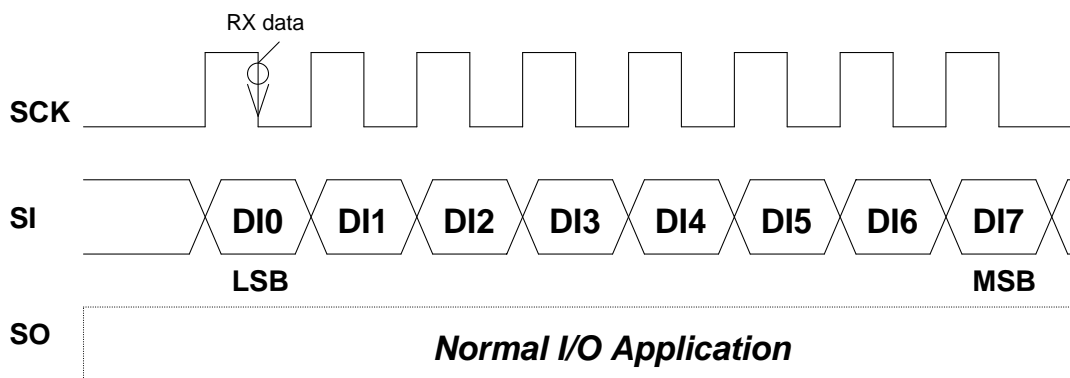 RX data
SCK
SI DI0 DI1 DI2 DI3 DI4 DI5 DI6 DI7
LSB MSB
SO Normal I/O Application